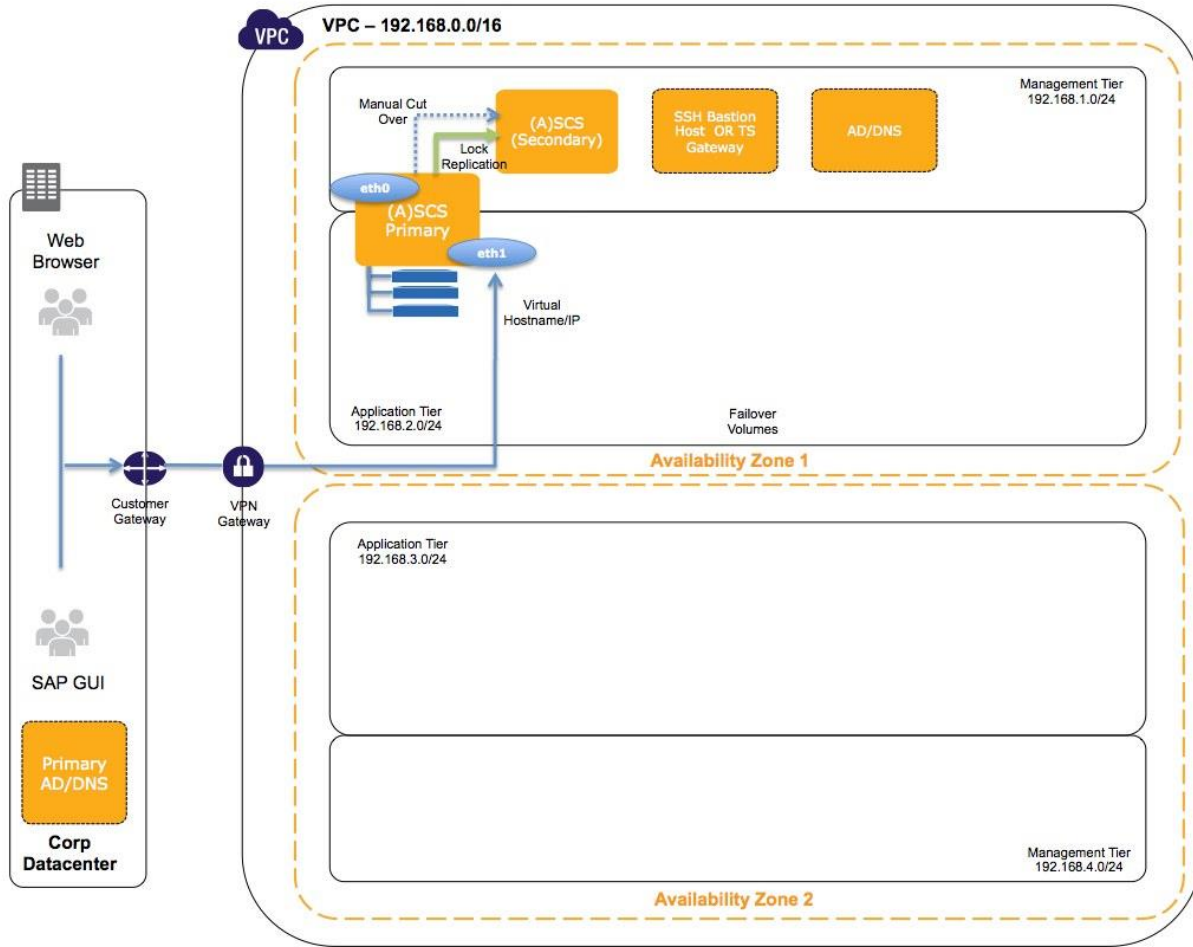 VPC
VPC – 192.168.0.0/16
Management Tier
192.168.1.0/24
Manual Cut
Over
(A)SCS
(Secondary)
SSH Bastion
Host OR TS
Gateway
AD/DNS
Lock
Replication
eth0
(A)SCS
Primary
eth1
Virtual
Hostname/IP
Application Tier
192.168.2.0/24
Failover
Volumes
Availability Zone 1
Web
Browser
Customer
Gateway
VPN
Gateway
SAP GUI
Primary
AD/DNS
Corp
Datacenter
Application Tier
192.168.3.0/24
Management Tier
192.168.4.0/24
Availability Zone 2